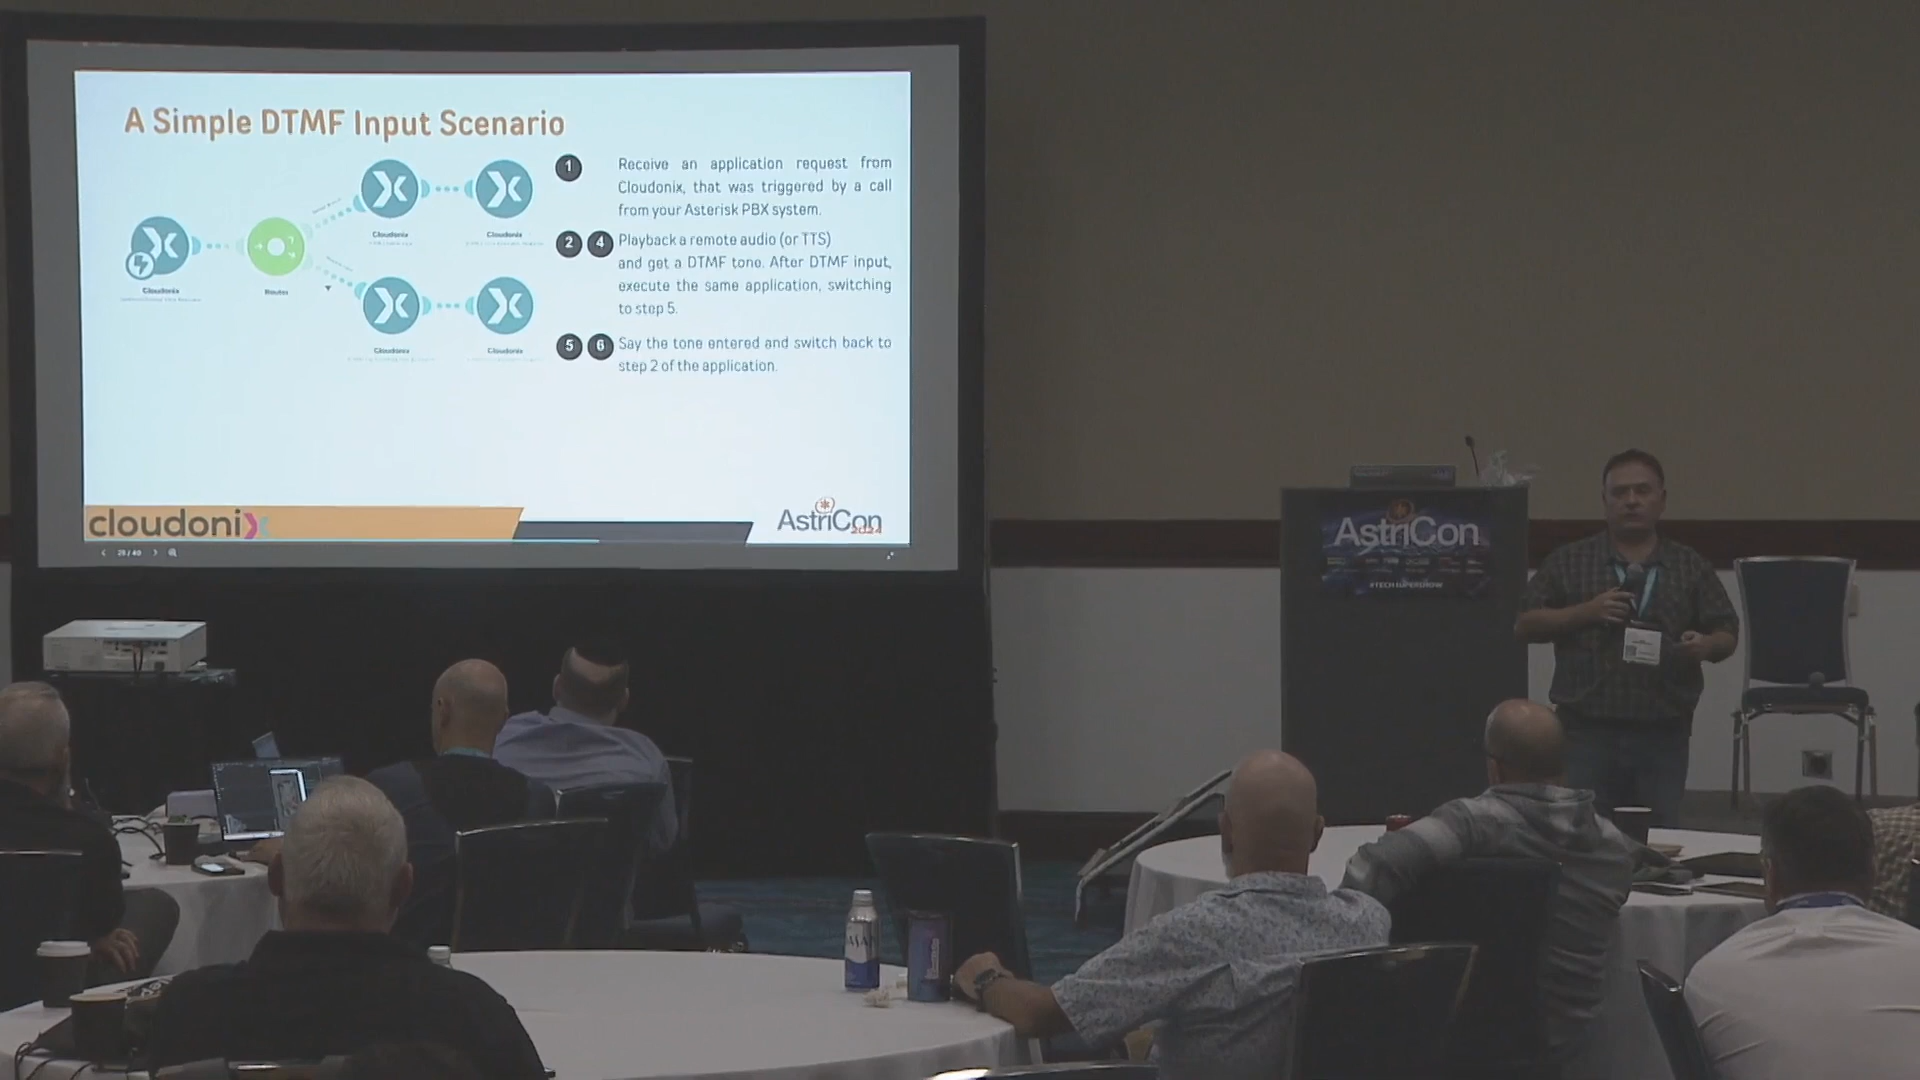 A Simple DTMF Input Scenario
1
Receive an application request from
Cloudonix, that was triggered by a call
from your Asterisk PBX system.
2 4
Playback a remote audio (or TTS)
and get a DTMF tone. After DTMF input,
execute the same application, switching
to step 5.
5 6
Say the tone entered and switch back to
step 2 of the application.
Cloudonix
Cloudonix
Cloudonix
Router
Cloudonix
Cloudonix
cloudonix
AstriCon
2024
AstriCon
#TECHSUPERSHOW